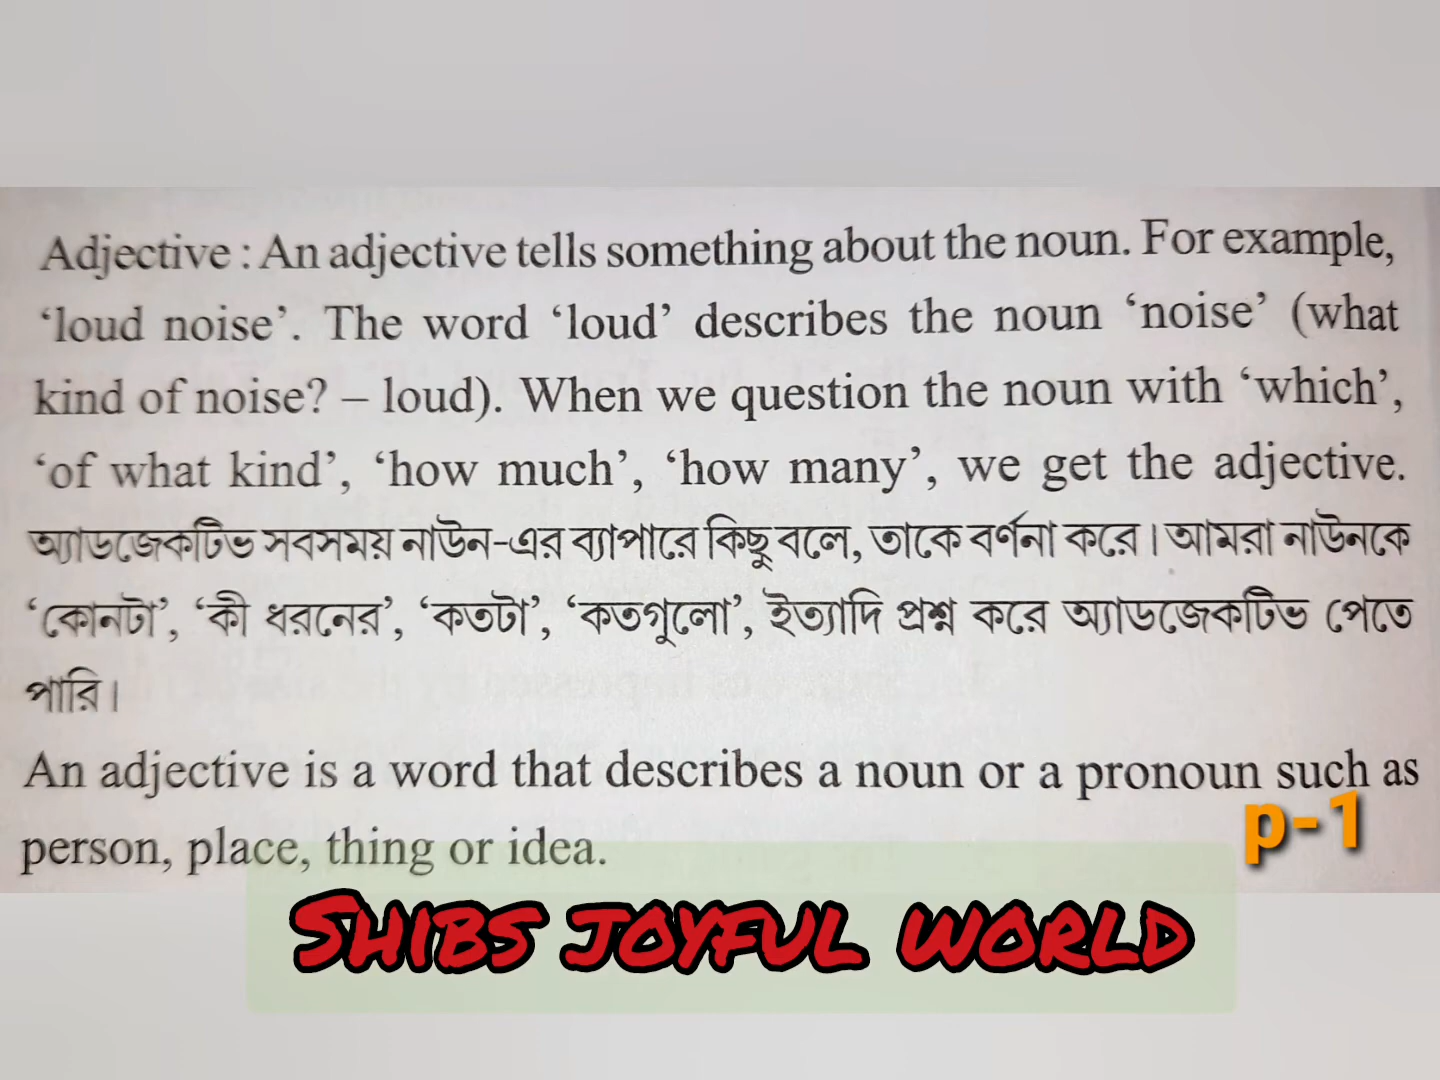 Adjective : An adjective tells something about the noun. For example,
‘loud noise’. The word ‘loud’ describes the noun ‘noise’ (what
kind of noise? – loud). When we question the noun with ‘which’,
‘of what kind’, ‘how much’, ‘how many’, we get the adjective.
অ্যাডজেকটিভ সবসময় নাউন-এর ব্যাপারে কিছু বলে, তাকে বর্ণনা করে। আমরা নাউনকে
‘কোনটা’, ‘কী ধরনের’, ‘কতটা’, ‘কতগুলো’, ইত্যাদি প্রশ্ন করে অ্যাডজেকটিভ পেতে
পারি।
An adjective is a word that describes a noun or a pronoun such as
person, place, thing or idea.
p-1
SHIBS JOYFUL WORLD